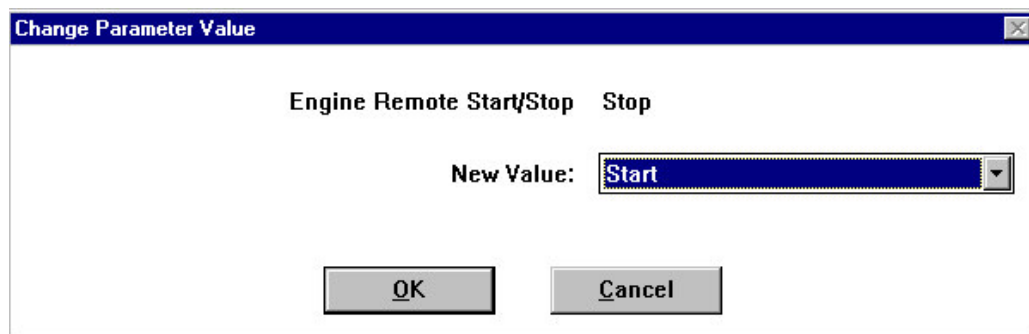 Change Parameter Value
Engine Remote Start/Stop Stop
New Value: Start
OK Cancel